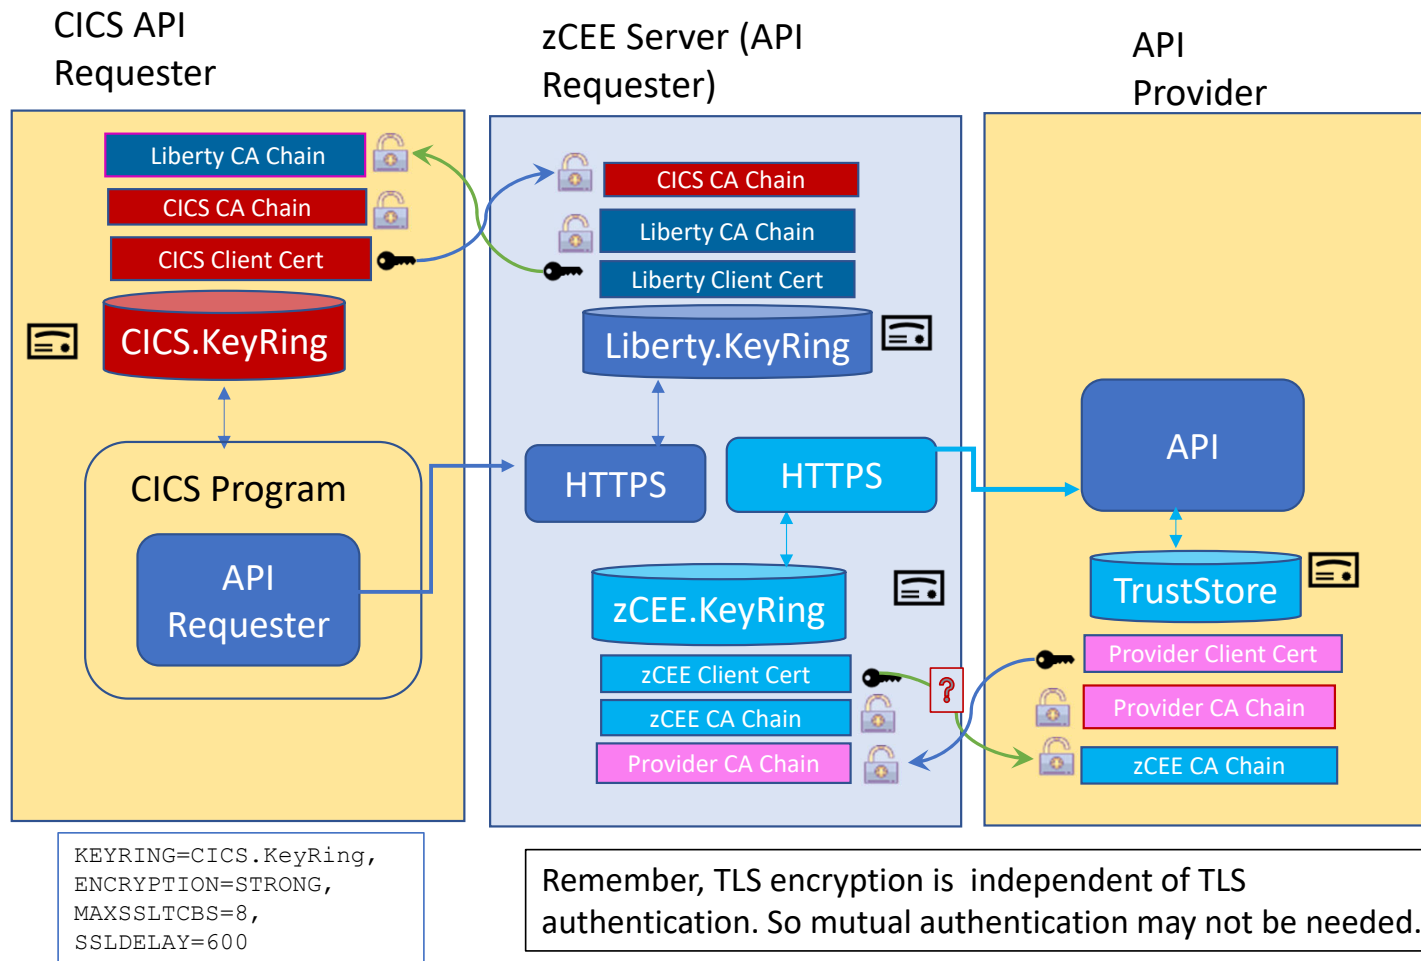 CICS API
Requester
zCEE Server (API
Requester)
API
Provider
Liberty CA Chain
CICS CA Chain
CICS Client Cert
CICS.KeyRing
CICS Program
API
Requester
CICS CA Chain
Liberty CA Chain
Liberty Client Cert
Liberty.KeyRing
HTTPS
HTTPS
zCEE.KeyRing
zCEE Client Cert
zCEE CA Chain
Provider CA Chain
?
API
TrustStore
Provider Client Cert
Provider CA Chain
zCEE CA Chain
KEYRING=CICS.KeyRing,
ENCRYPTION=STRONG,
MAXSSLTCBS=8,
SSLDELAY=600
Remember, TLS encryption is independent of TLS
authentication. So mutual authentication may not be needed.